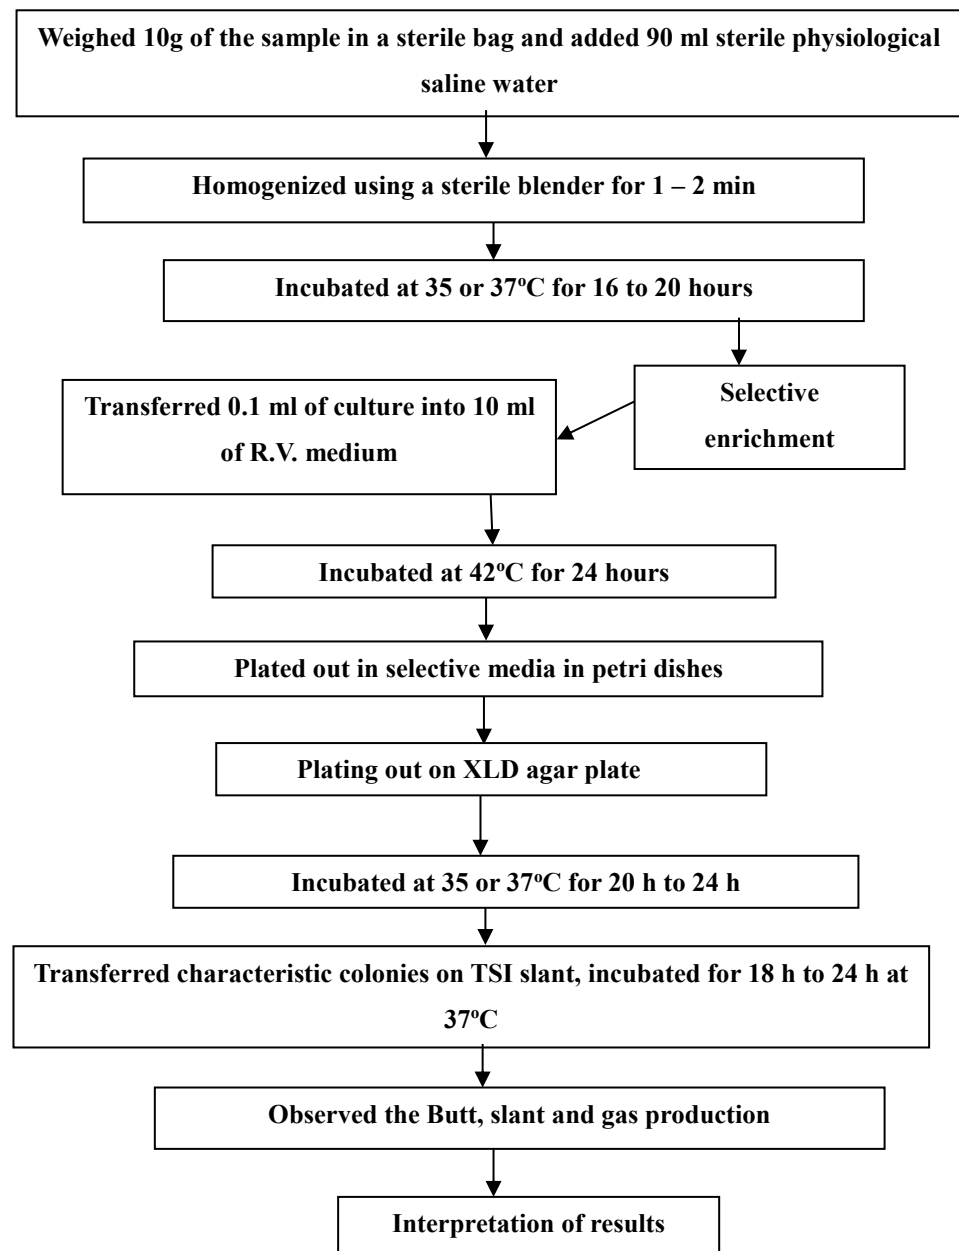 Weighed 10g of the sample in a sterile bag and added 90 ml sterile physiological
saline water
Homogenized using a sterile blender for 1 – 2 min
Incubated at 35 or 37ºC for 16 to 20 hours
Selective
enrichment
Transferred 0.1 ml of culture into 10 ml
of R.V. medium
Incubated at 42ºC for 24 hours
Plated out in selective media in petri dishes
Plating out on XLD agar plate
Incubated at 35 or 37ºC for 20 h to 24 h
Transferred characteristic colonies on TSI slant, incubated for 18 h to 24 h at
37ºC
Observed the Butt, slant and gas production
Interpretation of results